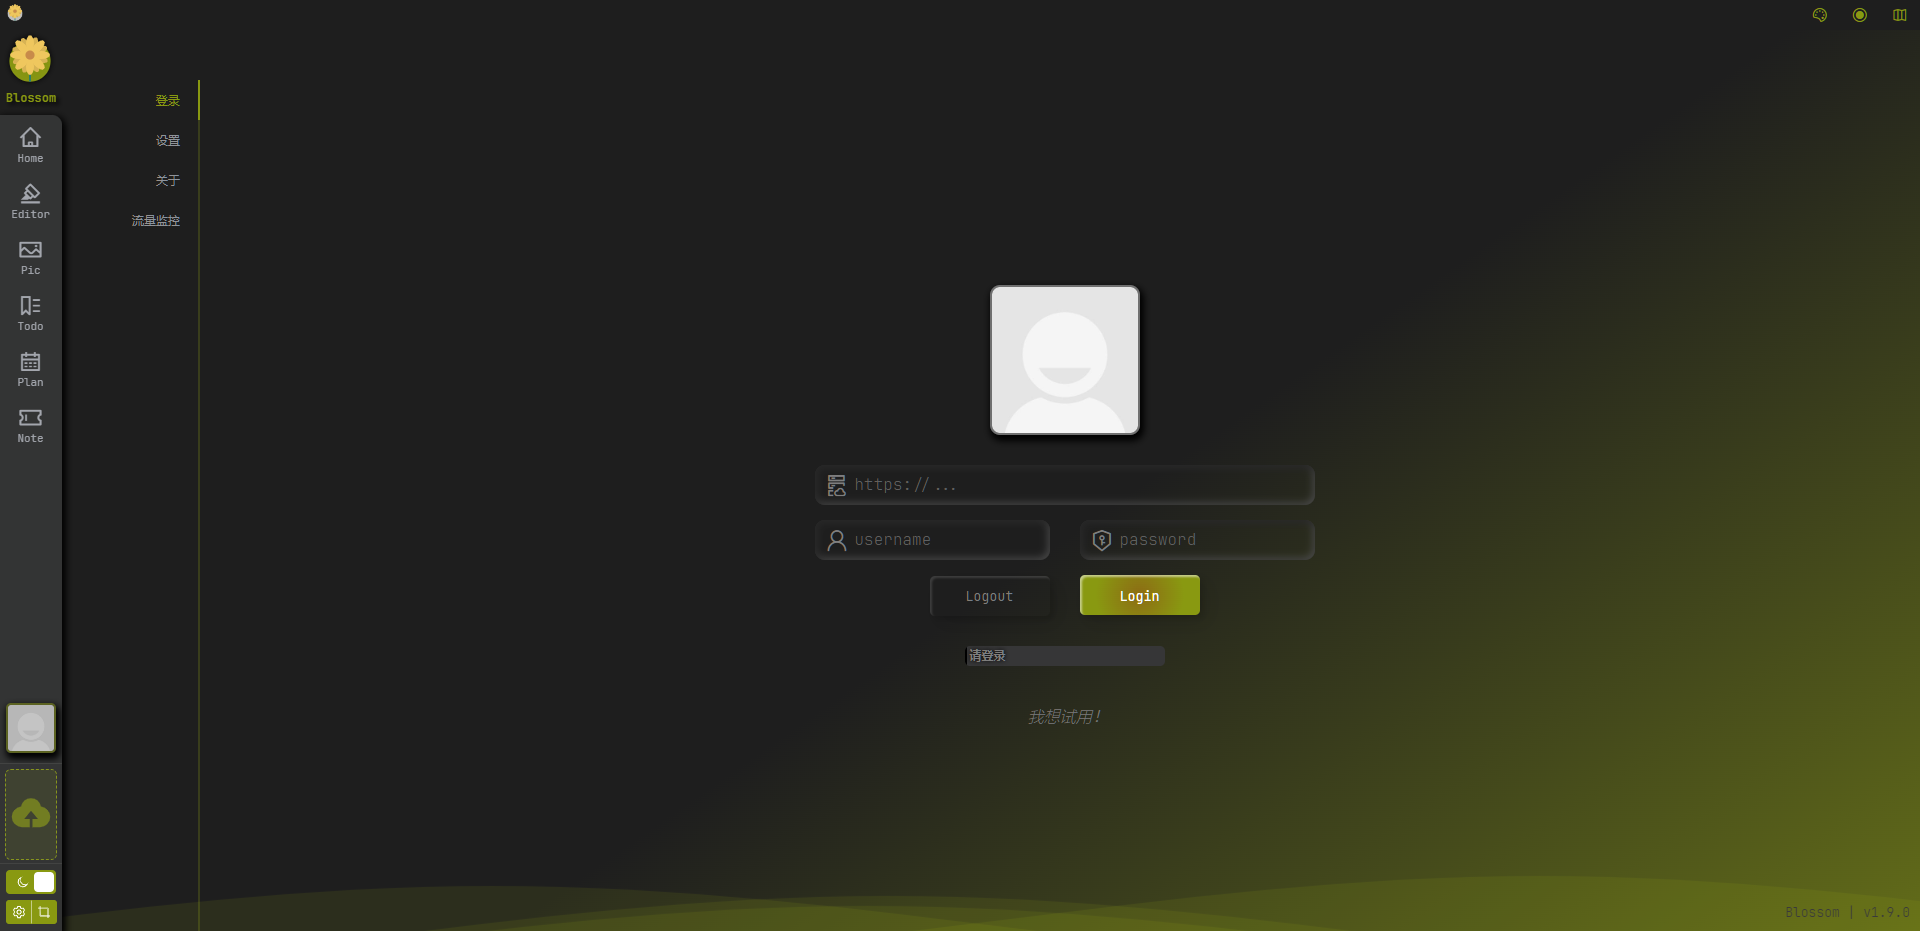 Blossom
Home
Editor
Pic
Todo
Plan
Note
登录
设置
关于
流量监控
https://...
username
password
Logout
Login
请登录
我想试用！
Blossom | v1.9.0